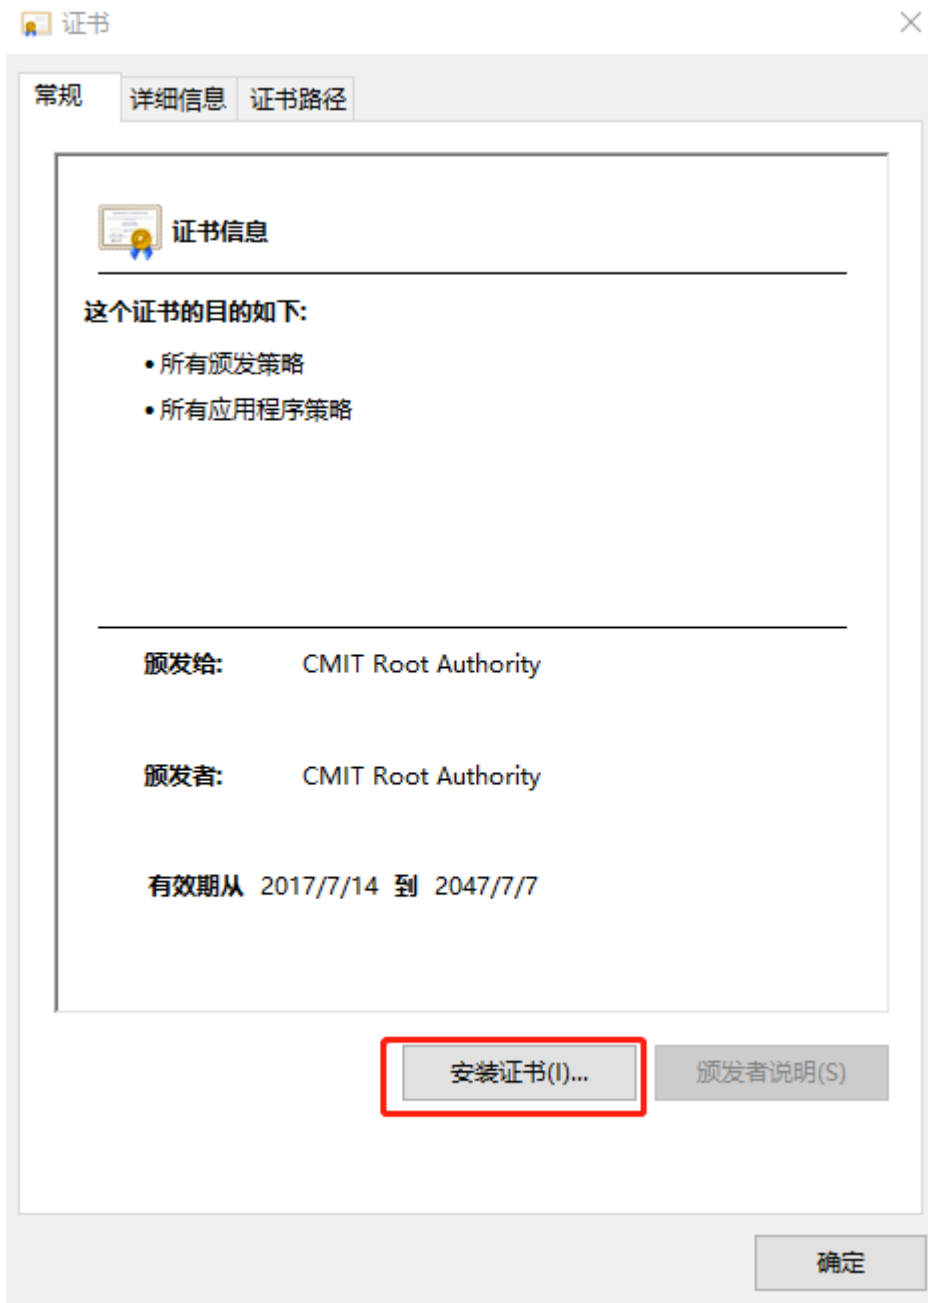 证书
常规 详细信息 证书路径
证书信息
这个证书的目的如下:
• 所有颁发策略
• 所有应用程序策略
颁发给: CMIT Root Authority
颁发者: CMIT Root Authority
有效期从 2017/7/14 到 2047/7/7
安装证书(I)... 颁发者说明(S)
确定